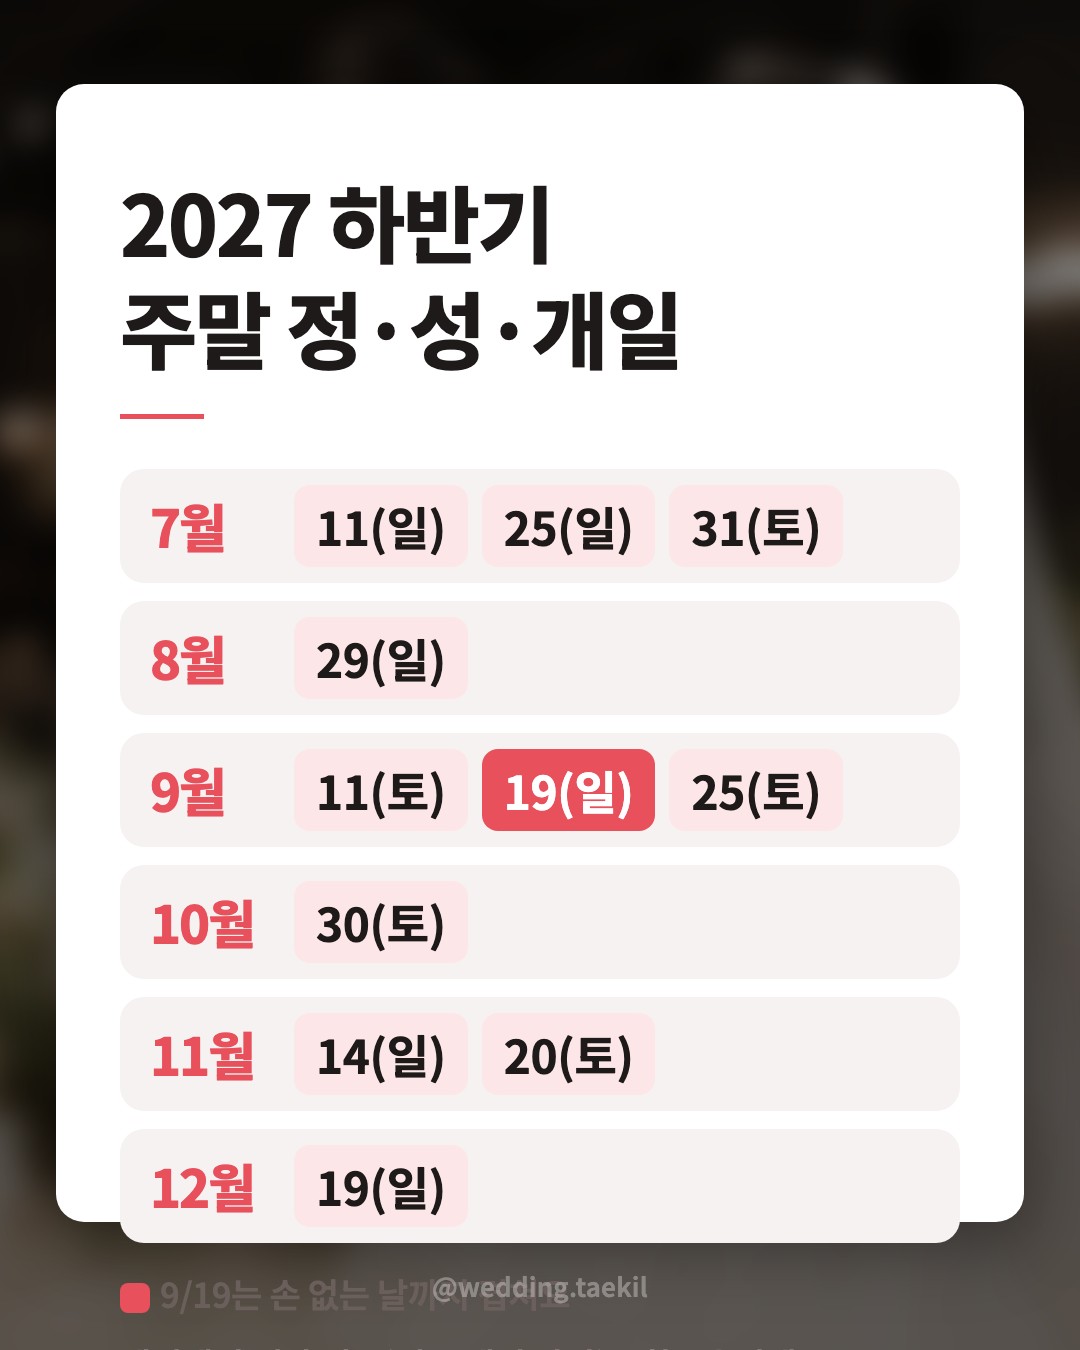 2027 하반기
주말 정·성·개일
7월 11(일) 25(일) 31(토)
8월 29(일)
9월 11(토) 19(일) 25(토)
10월 30(토)
11월 14(일) 20(토)
12월 19(일)
9/19는 손 없는 날까지
@wedding.taekil